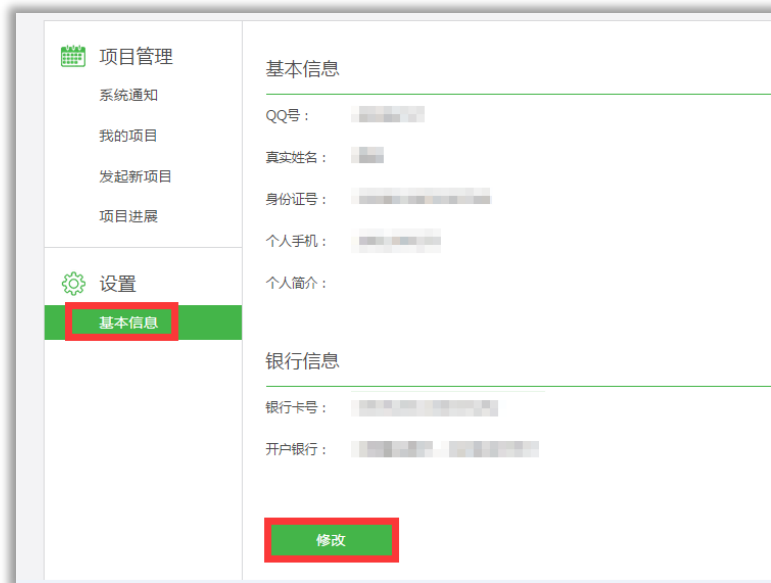 项目管理
系统通知
我的项目
发起新项目
项目进展
设置
基本信息
基本信息
QQ号：
真实姓名：
身份证号：
个人手机：
个人简介：
银行信息
银行卡号：
开户银行：
修改